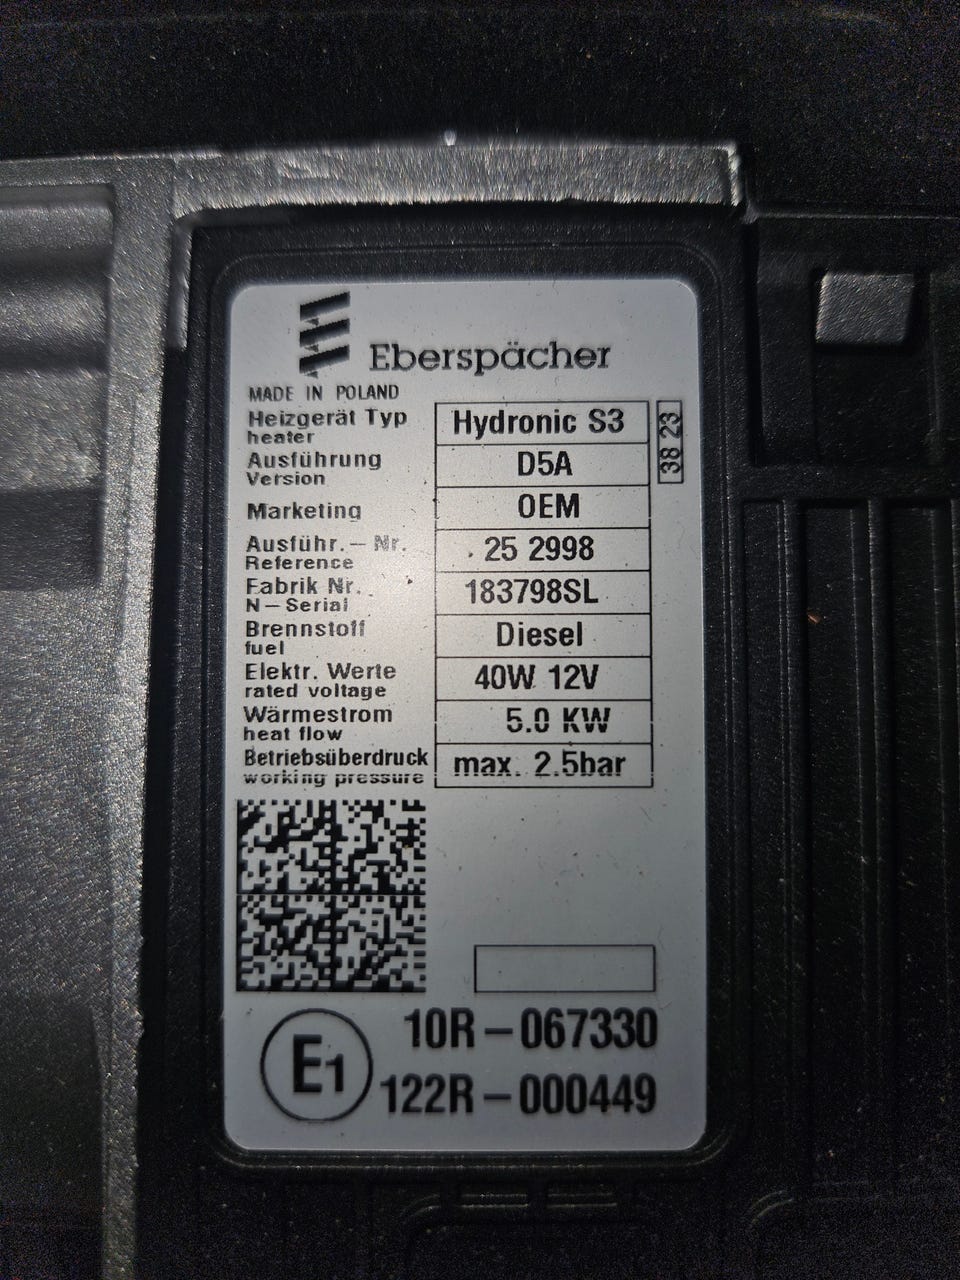 Eberspächer
MADE IN POLAND
Heizgerät Typ
heater
Hydronic S3
38 23
Ausführung
Version
D5A
Marketing
OEM
Ausführ.-Nr.
Reference
25 2998
Fabrik Nr.
N-Serial
183798SL
Brennstoff
fuel
Diesel
Elektr. Werte
rated voltage
40W 12V
Wärmestrom
heat flow
5.0 KW
Betriebsüberdruck
working pressure
max. 2.5bar
E1
10R-067330
122R-000449